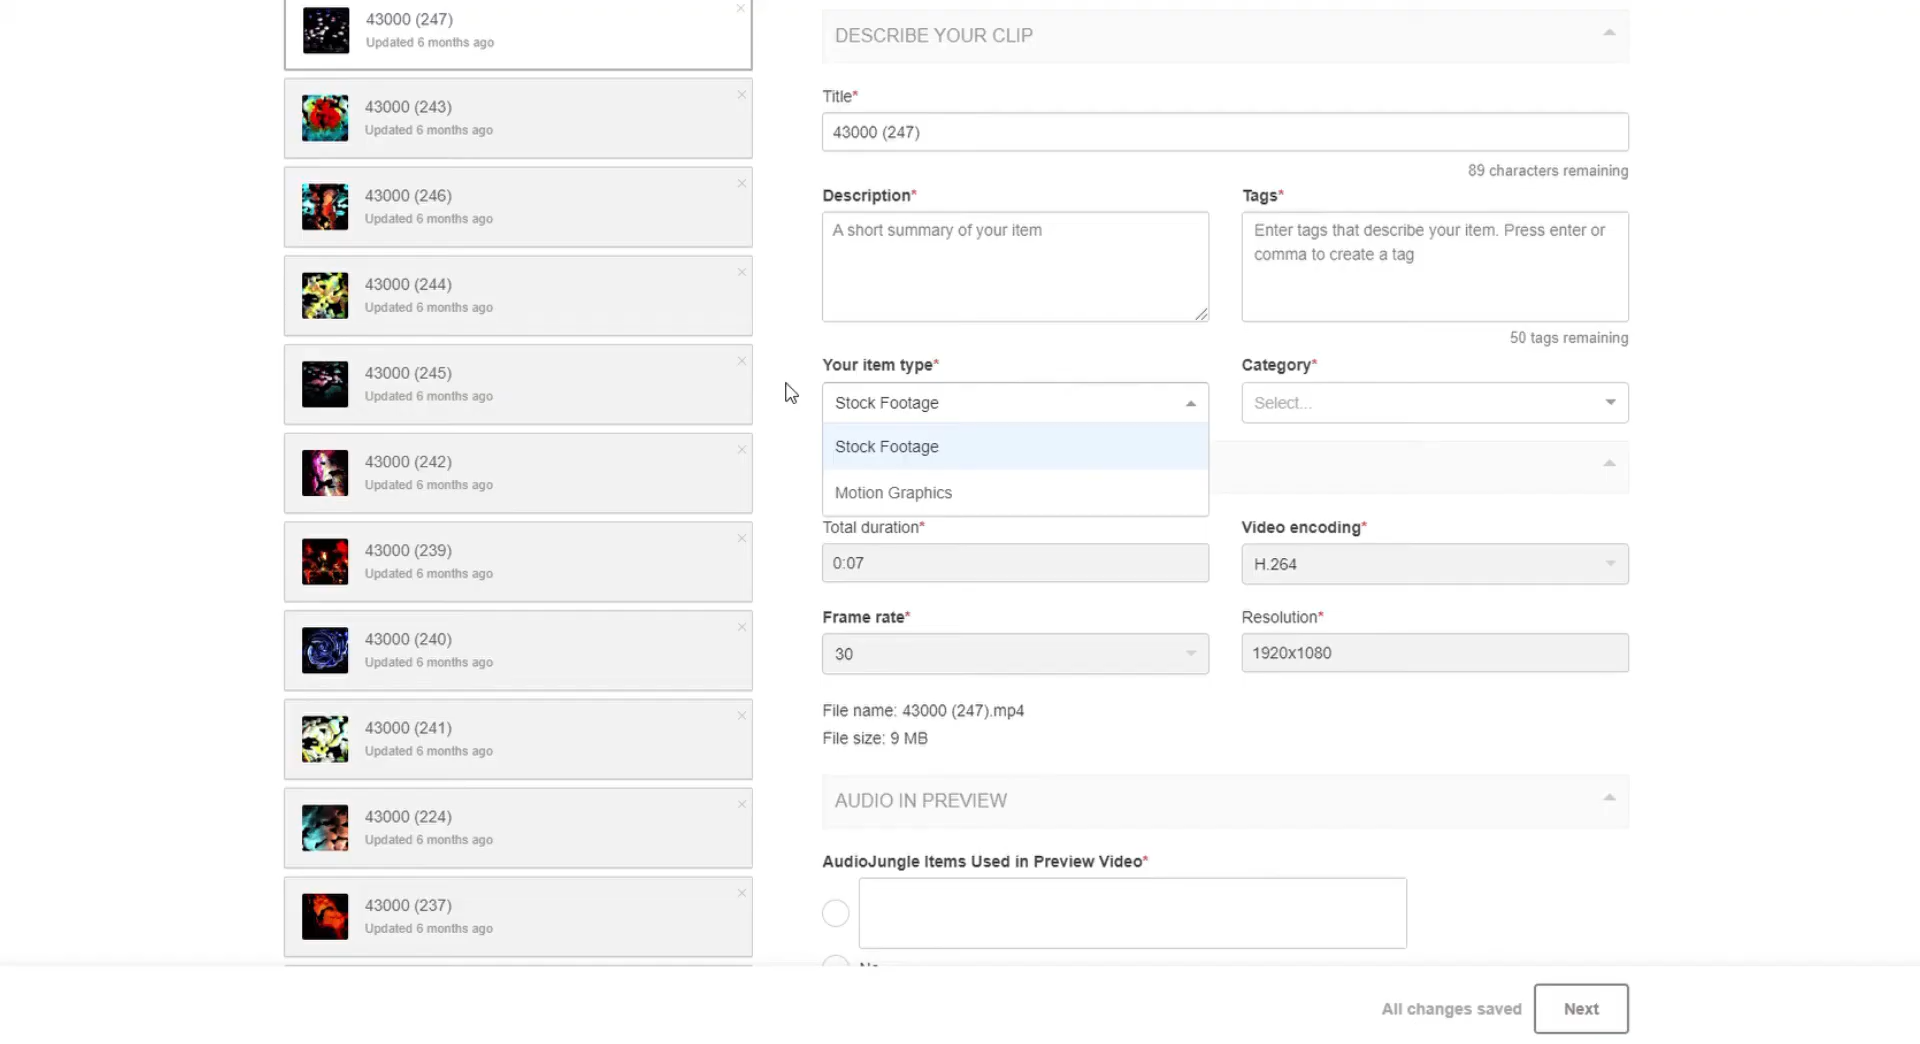 43000 (247)
Updated 6 months ago
43000 (243)
Updated 6 months ago
43000 (246)
Updated 6 months ago
43000 (244)
Updated 6 months ago
43000 (245)
Updated 6 months ago
43000 (242)
Updated 6 months ago
43000 (239)
Updated 6 months ago
43000 (240)
Updated 6 months ago
43000 (241)
Updated 6 months ago
43000 (224)
Updated 6 months ago
43000 (237)
Updated 6 months ago
DESCRIBE YOUR CLIP
Title*
43000 (247)
89 characters remaining
Description*
A short summary of your item
Tags*
Enter tags that describe your item. Press enter or
comma to create a tag
50 tags remaining
Your item type*
Stock Footage
Stock Footage
Motion Graphics
Category*
Select...
Total duration*
0:07
Video encoding*
H.264
Frame rate*
30
Resolution*
1920x1080
File name: 43000 (247).mp4
File size: 9 MB
AUDIO IN PREVIEW
AudioJungle Items Used in Preview Video*
All changes saved
Next